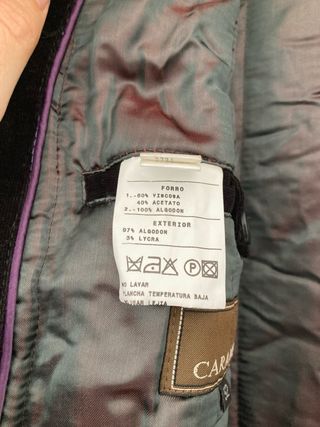 FORRO
1.-60% VISCOSA
40% ACETATO
2.-100% ALGODON
EXTERIOR
97% ALGODON
3% LYCRA
P
NO LAVAR
PLANCHA TEMPERATURA BAJA
LEJIA